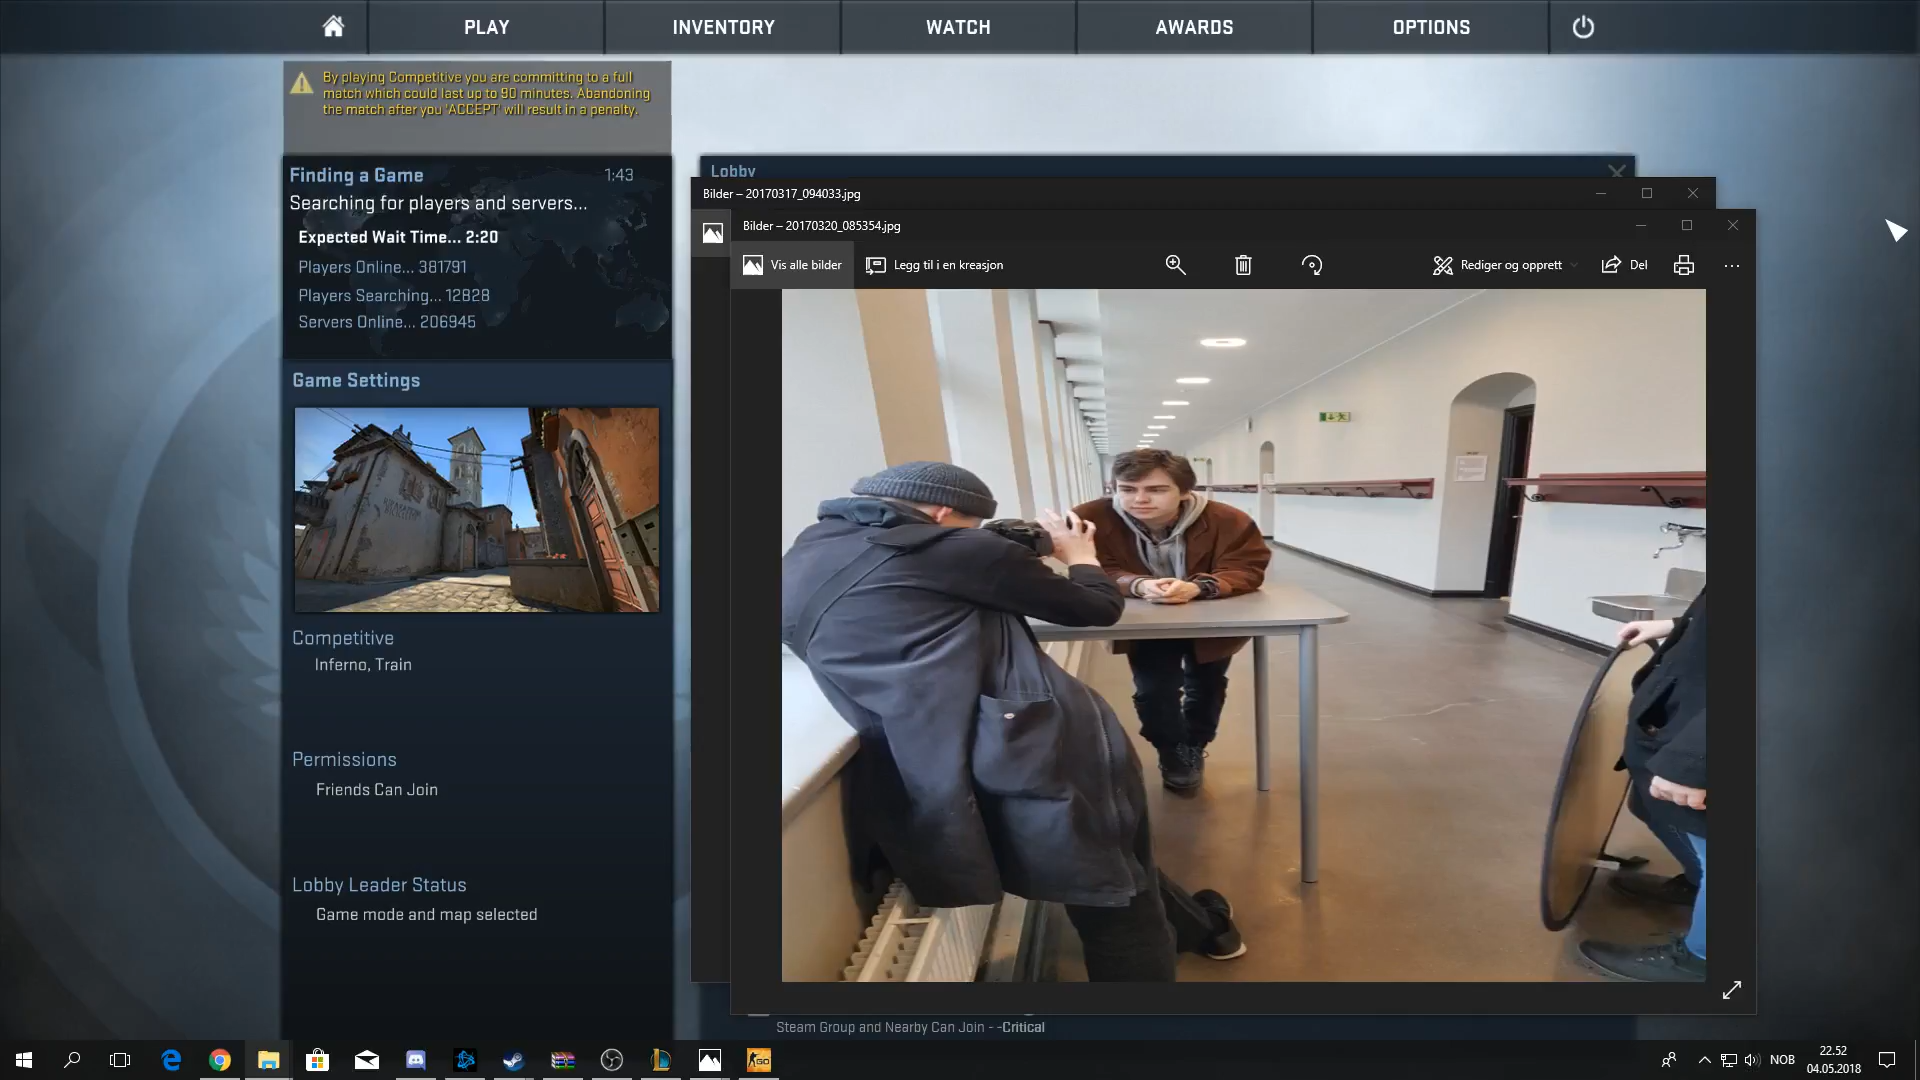 PLAY
INVENTORY
WATCH
AWARDS
OPTIONS
By playing Competitive you are committing to a full
match which could last up to 90 minutes. Abandoning
the match after you 'ACCEPT' will result in a penalty.
Finding a Game
1:43
Searching for players and servers...
Expected Wait Time... 2:20
Players Online... 381791
Players Searching... 12828
Servers Online... 206945
Game Settings
Competitive
Inferno, Train
Permissions
Friends Can Join
Lobby Leader Status
Game mode and map selected
Lobby
Bilder – 20170317_094033.jpg
Bilder – 20170320_085354.jpg
Vis alle bilder
Legg til i en kreasjon
Rediger og opprett
Del
Steam Group and Nearby Can Join - -Critical
GO
NOB
22.52
04.05.2018